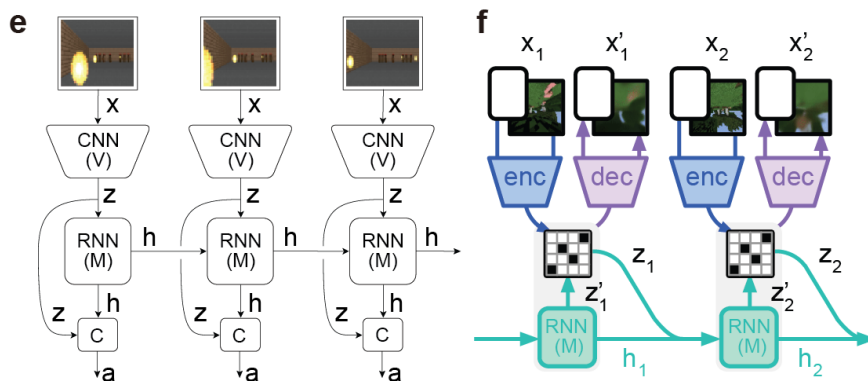 e
x
x
x
CNN
(V)
CNN
(V)
CNN
(V)
z
z
z
RNN
(M)
h
RNN
(M)
h
RNN
(M)
h
z
h
z
h
z
h
C
C
C
a
a
a
f
x1
x'1
x2
x'2
enc
dec
enc
dec
z1
z2
z'1
z'2
RNN
(M)
h1
RNN
(M)
h2